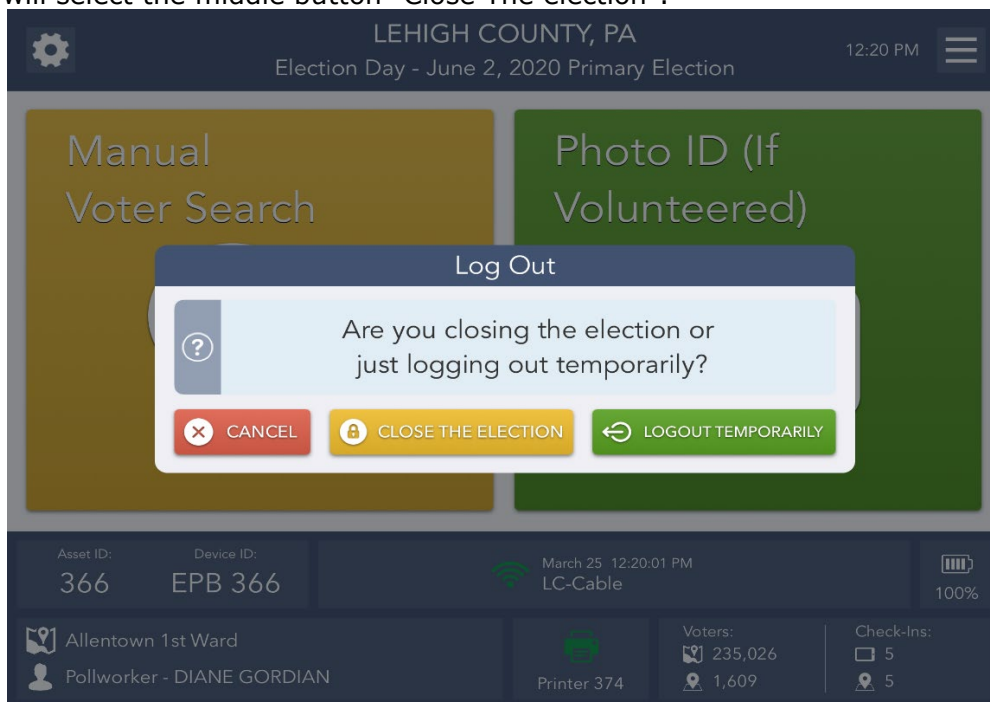 will select the middle button "Close The election".
LEHIGH COUNTY, PA
Election Day - June 2, 2020 Primary Election
12:20 PM
Manual
Voter Search
Photo ID (If
Volunteered)
Log Out
?
Are you closing the election or
just logging out temporarily?
CANCEL
CLOSE THE ELECTION
LOGOUT TEMPORARILY
Asset ID:
366
Device ID:
EPB 366
March 25 12:20:01 PM
LC-Cable
100%
Allentown 1st Ward
Pollworker - DIANE GORDIAN
Printer 374
Voters:
235,026
1,609
Check-Ins:
5
5